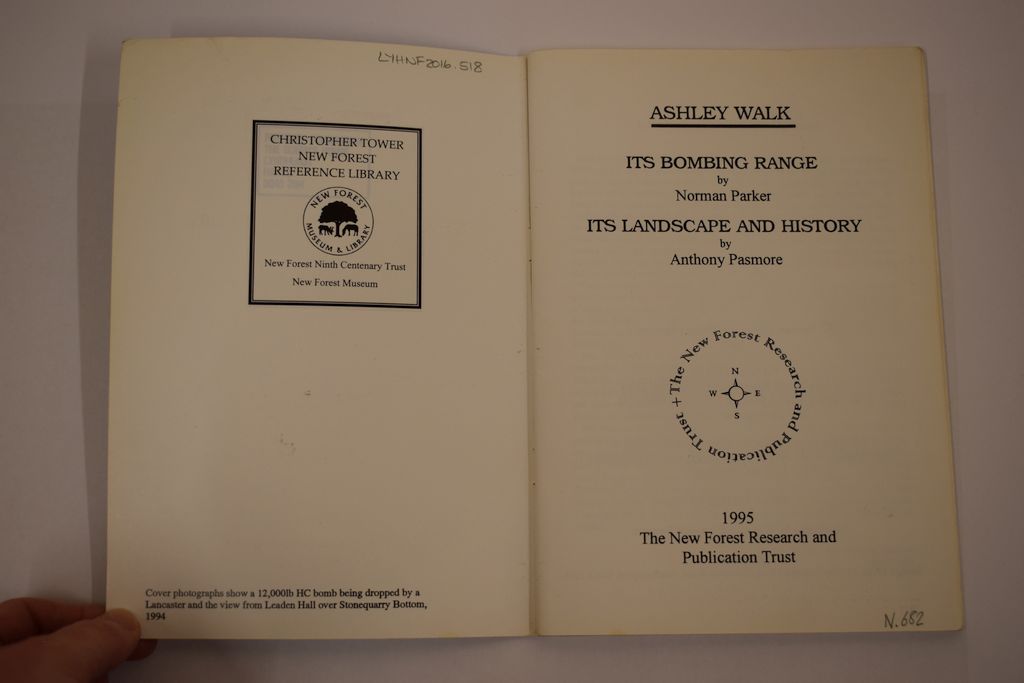 LYHNF2016.518
CHRISTOPHER TOWER
NEW FOREST
REFERENCE LIBRARY
NEW FOREST
MUSEUM & LIBRARY
New Forest Ninth Centenary Trust
New Forest Museum
Cover photographs show a 12,000lb HC bomb being dropped by a
Lancaster and the view from Leaden Hall over Stonequarry Bottom,
1994
ASHLEY WALK
ITS BOMBING RANGE
by
Norman Parker
ITS LANDSCAPE AND HISTORY
by
Anthony Pasmore
The New Forest Research and Publication Trust +
N
W E
S
1995
The New Forest Research and
Publication Trust
N.682